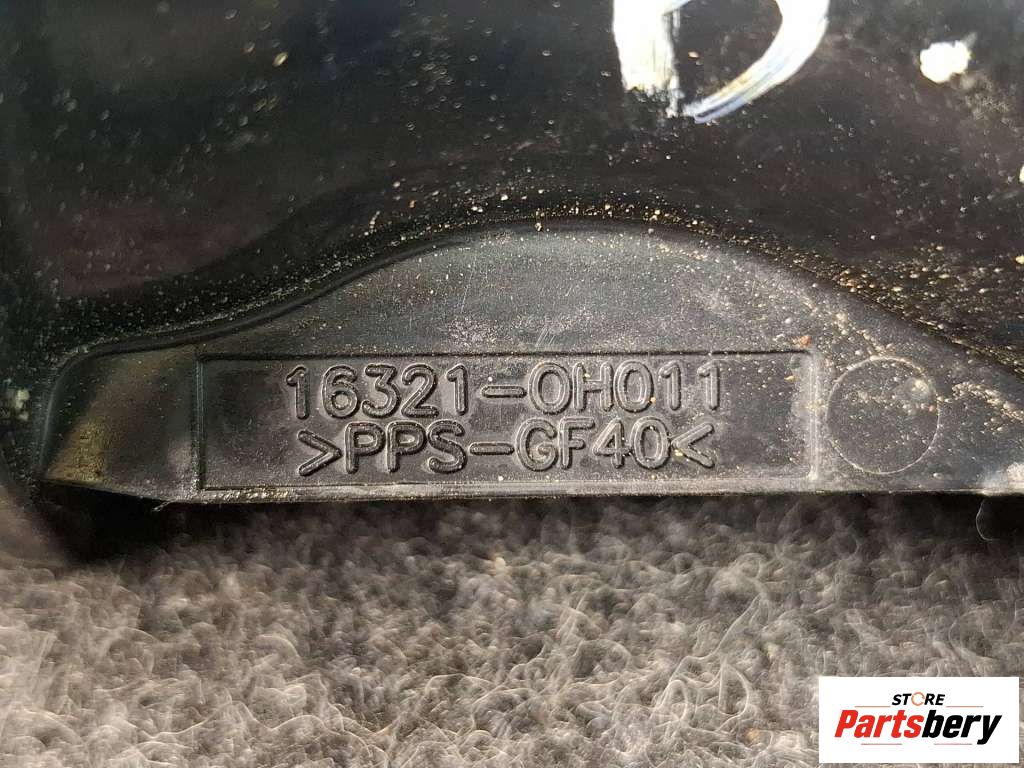 D
16321-0H011
>PPS-GF40<
STORE
Partsbery